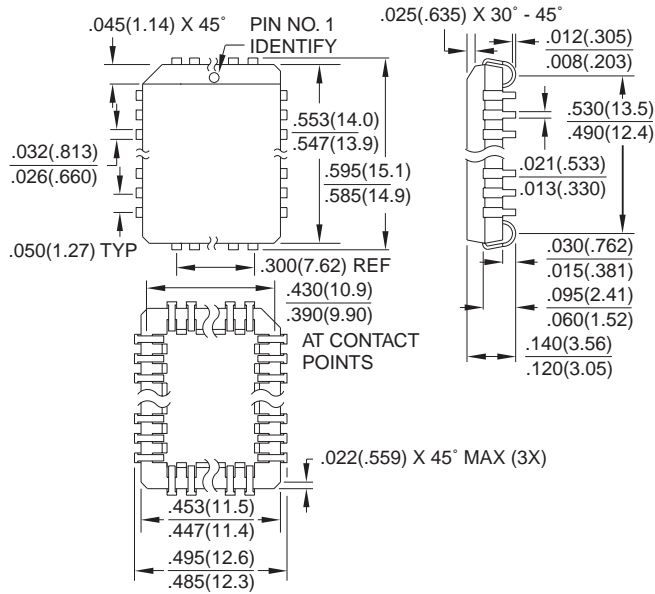 .045(1.14) X 45°
PIN NO. 1
IDENTIFY
.025(.635) X 30° - 45°
.012(.305)
.008(.203)
.553(14.0)
.547(13.9)
.530(13.5)
.490(12.4)
.032(.813)
.026(.660)
.595(15.1)
.585(14.9)
.021(.533)
.013(.330)
.050(1.27) TYP
.300(7.62) REF
.030(.762)
.015(.381)
.430(10.9)
.390(9.90)
AT CONTACT
POINTS
.095(2.41)
.060(1.52)
.140(3.56)
.120(3.05)
.022(.559) X 45° MAX (3X)
.453(11.5)
.447(11.4)
.495(12.6)
.485(12.3)